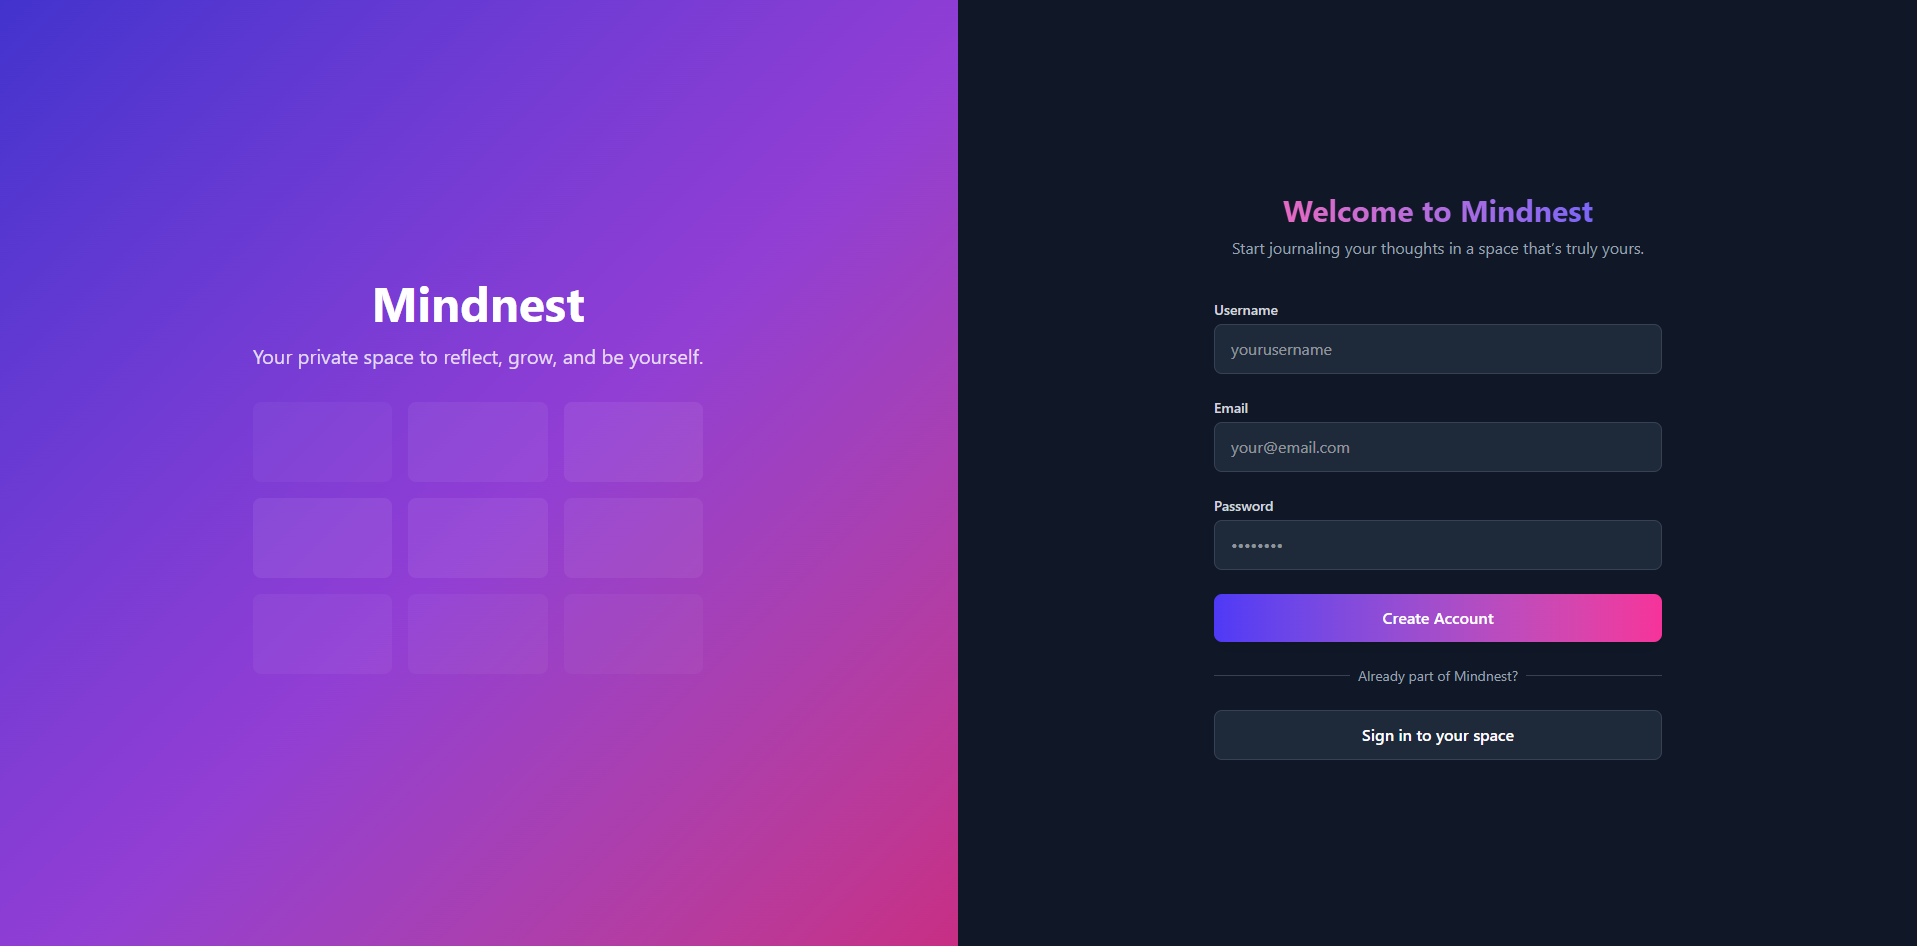 Mindnest
Your private space to reflect, grow, and be yourself.
Welcome to Mindnest
Start journaling your thoughts in a space that’s truly yours.
Username
yourusername
Email
your@email.com
Password
••••••••
Create Account
Already part of Mindnest?
Sign in to your space